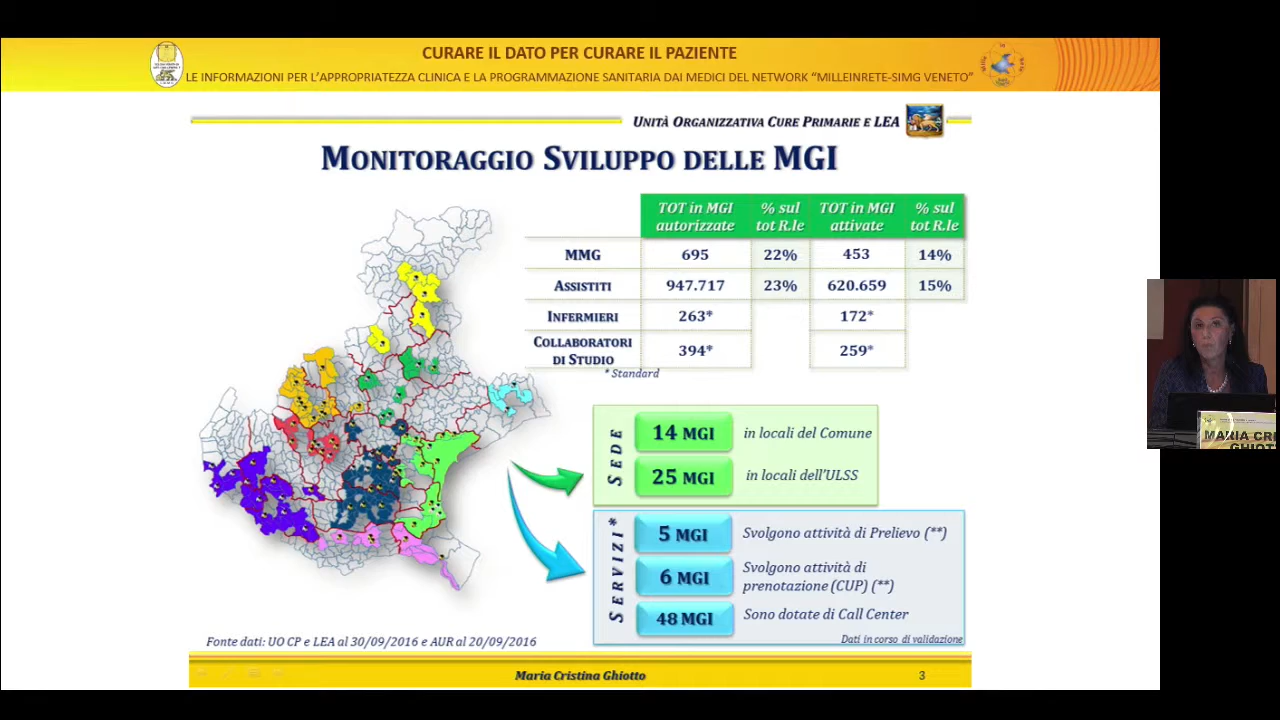 CURARE IL DATO PER CURARE IL PAZIENTE
LE INFORMAZIONI PER L'APPROPRIATEZZA CLINICA E LA PROGRAMMAZIONE SANITARIA DAI MEDICI DEL NETWORK "MILLEINRETE-SIMG VENETO"
UNITÀ ORGANIZZATIVA CURE PRIMARIE E LEA
MONITORAGGIO SVILUPPO DELLE MGI
TOT in MGI autorizzate % sul tot R.le TOT in MGI attivate % sul tot R.le
MMG 695 22% 453 14%
ASSISTITI 947.717 23% 620.659 15%
INFERMIERI 263* 172*
COLLABORATORI DI STUDIO 394* 259*
* Standard
SEDE
14 MGI in locali del Comune
25 MGI in locali dell'ULSS
SERVIZI*
5 MGI Svolgono attività di Prelievo (**)
6 MGI Svolgono attività di prenotazione (CUP) (**)
48 MGI Sono dotate di Call Center
Dati in corso di validazione
Fonte dati: UO CP e LEA al 30/09/2016 e AUR al 20/09/2016
Maria Cristina Ghiotto 3
MARIA CRI
GHIOTT